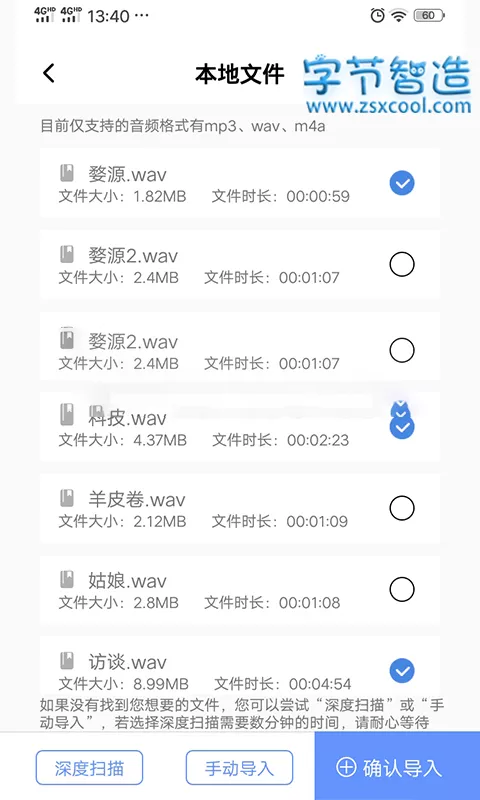 4G HD 4G HD 13:40 ··· 60
本地文件
字节智造
www.zsxcool.com
目前仅支持的音频格式有mp3、wav、m4a
婺源.wav
文件大小：1.82MB 文件时长：00:00:59
婺源2.wav
文件大小：2.4MB 文件时长：00:01:07
婺源2.wav
文件大小：2.4MB 文件时长：00:01:07
科皮.wav
文件大小：4.37MB 文件时长：00:02:23
羊皮卷.wav
文件大小：2.12MB 文件时长：00:01:09
姑娘.wav
文件大小：2.8MB 文件时长：00:01:08
访谈.wav
文件大小：8.99MB 文件时长：00:04:54
如果没有找到您想要的文件，您可以尝试“深度扫描”或“手
动导入”，若选择深度扫描需要数分钟的时间，请耐心等待
深度扫描 手动导入 确认导入